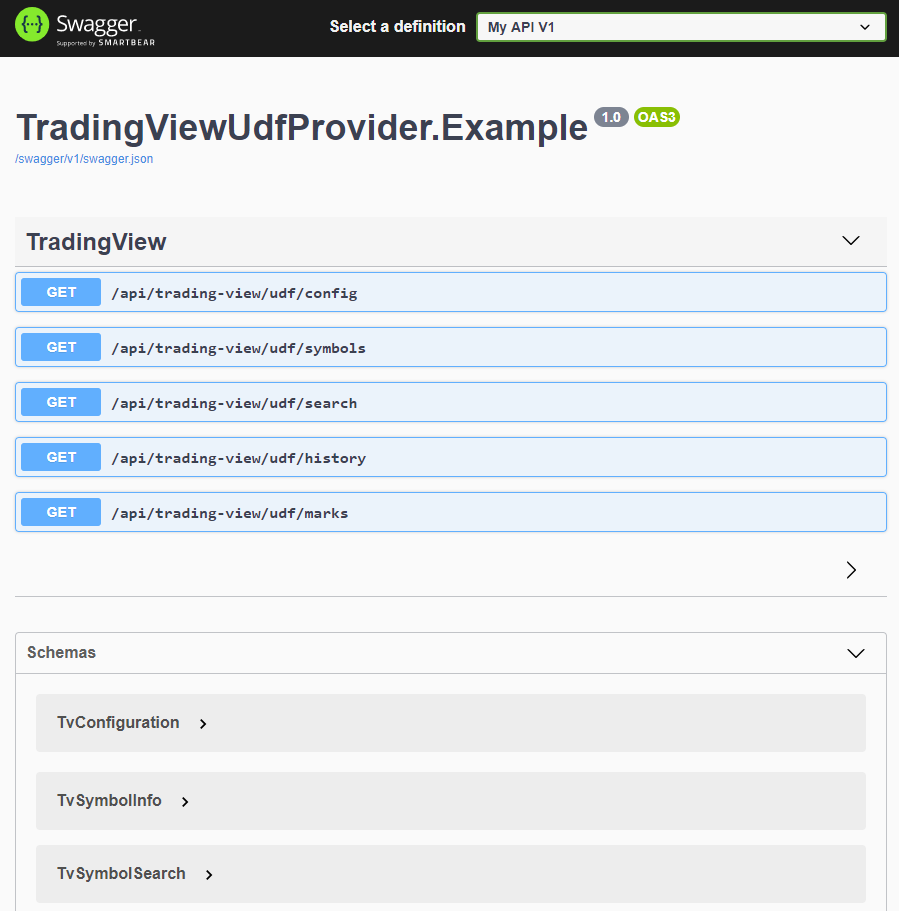 Swagger
Supported by SMARTBEAR
Select a definition
My API V1
TradingViewUdfProvider.Example 1.0 OAS3
/swagger/v1/swagger.json
TradingView
GET /api/trading-view/udf/config
GET /api/trading-view/udf/symbols
GET /api/trading-view/udf/search
GET /api/trading-view/udf/history
GET /api/trading-view/udf/marks
Schemas
TvConfiguration
TvSymbolInfo
TvSymbolSearch